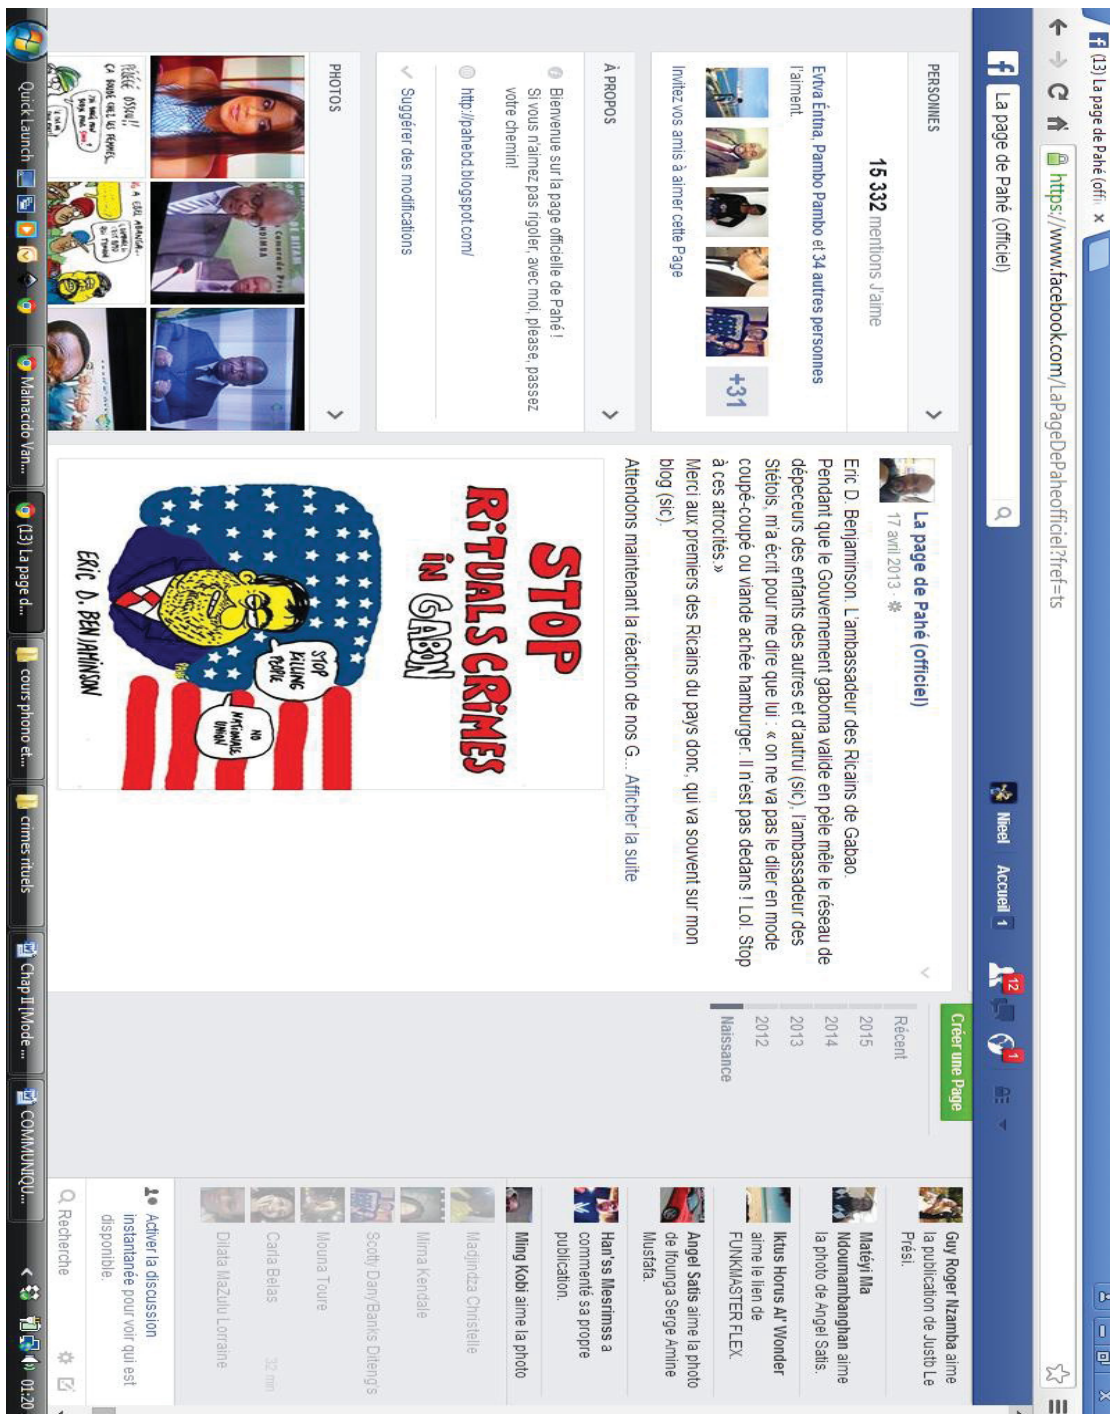 (13) La page de Pahé (offi
https://www.facebook.com/LaPageDePaheofficiel?fref=ts
La page de Pahé (officiel)
Nieel
Accueil 1
12
1
PERSONNES
15 332 mentions J'aime
Evtva Éntna, Pambo Pambo et 34 autres personnes
l'aiment.
+31
Invitez vos amis à aimer cette Page
À PROPOS
Bienvenue sur la page officielle de Pahé !
Si vous n'aimez pas rigoler, avec moi, please, passez
votre chemin!
http://pahebd.blogspot.com/
Suggérer des modifications
PHOTOS
La page de Pahé (officiel)
17 avril 2013 ·
Eric D. Benjaminson. L'ambassadeur des Ricains de Gabao.
Pendant que le Gouvernement gaboma valide en pèle mêle le réseau de
dépeceurs des enfants des autres et d'autrui (sic), l'ambassadeur des
Stétois, m'a écrit pour me dire que lui : « on ne va pas le diler en mode
coupé-coupé ou viande achée hamburger. Il n'est pas dedans ! Lol. Stop
à ces atrocités.»
Merci aux premiers des Ricains du pays donc, qui va souvent sur mon
blog (sic).
Attendons maintenant la réaction de nos G... Afficher la suite
STOP
RITUALS CRIMES
IN GABON
STOP
KILLING
PEOPLE
NO
NATIONALE
UNION
ERIC D. BENJAMINSON
Créer une Page
Récent
2015
2014
2013
2012
Naissance
Guy Roger Nzamba aime
la publication de Justb Le
Prési.
Matéyi Ma
Ndoumambanghan aime
la photo de Angel Satis.
Iktus Horus Al' Wonder
aime le lien de
FUNKMASTER FLEX.
Angel Satis aime la photo
de Ifounga Serge Amine
Musfafa.
Han'ss Mesrimss a
commenté sa propre
publication.
Ming Kobi aime la photo
Madjindza Christelle
Mima Kendale
Scotty Dany'Banks Diteng's
Mouna Toure
Carla Belas
32 min
Dilata MaZulu Lorraine
Activer la discussion
instantanée pour voir qui est
disponible.
Recherche
Quick Launch
Malnacido Van...
(13) La page d...
cours phono et...
crimes rituels
Chap II [Mode ...
COMMUNIQU...
01:20